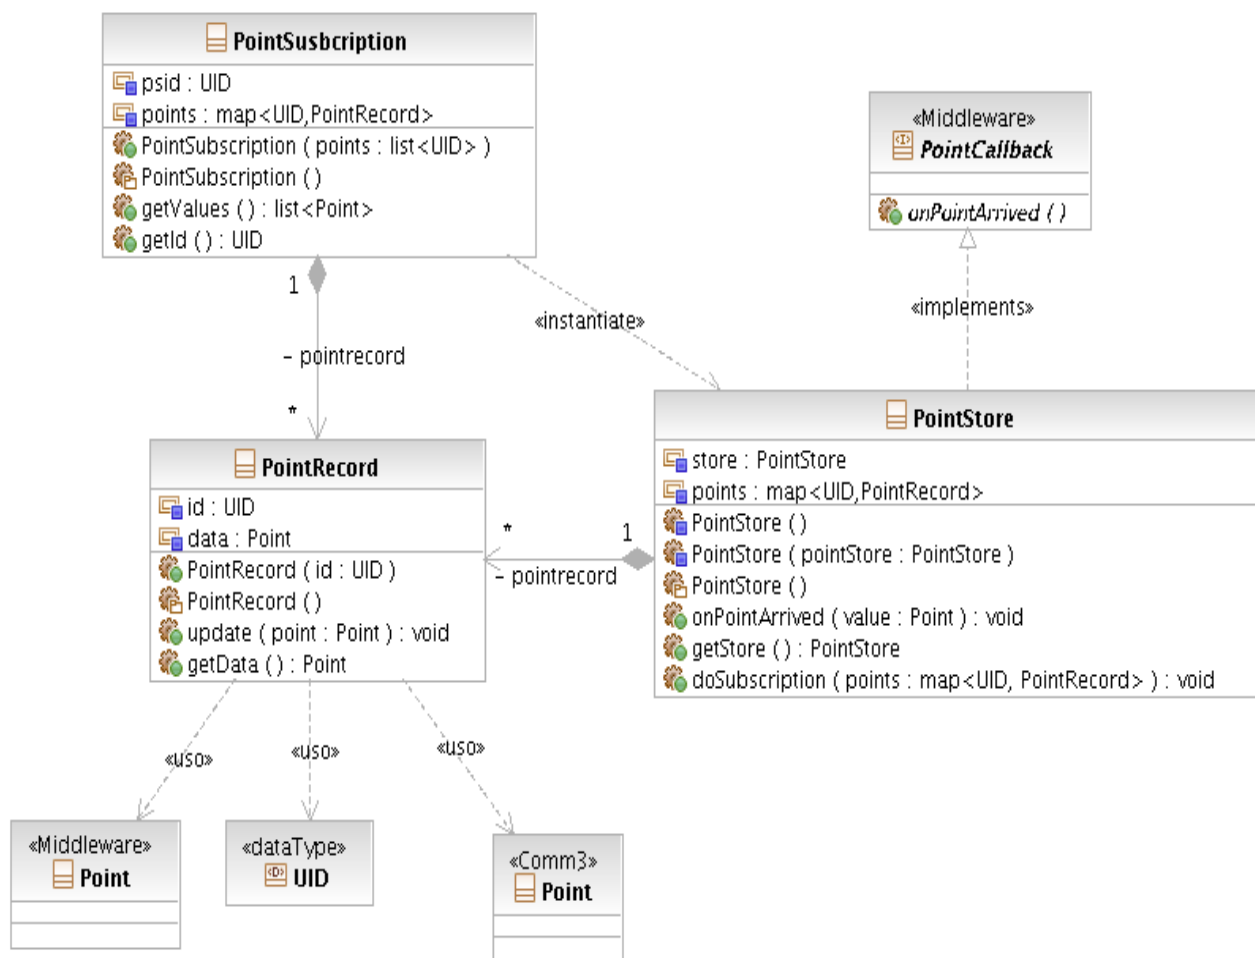 PointSusbcription
psid : UID
points : map<UID,PointRecord>
PointSubscription ( points : list<UID> )
PointSubscription ()
getValues () : list<Point>
getId () : UID
«Middleware»
PointCallback
onPointArrived ()
1
«instantiate»
«implements»
– pointrecord
*
PointRecord
id : UID
data : Point
PointRecord ( id : UID )
PointRecord ()
update ( point : Point ) : void
getData () : Point
*
1
– pointrecord
PointStore
store : PointStore
points : map<UID,PointRecord>
PointStore ()
PointStore ( pointStore : PointStore )
PointStore ()
onPointArrived ( value : Point ) : void
getStore () : PointStore
doSubscription ( points : map<UID, PointRecord> ) : void
«uso»
«uso»
«uso»
«Middleware»
Point
«dataType»
UID
«Comm3»
Point